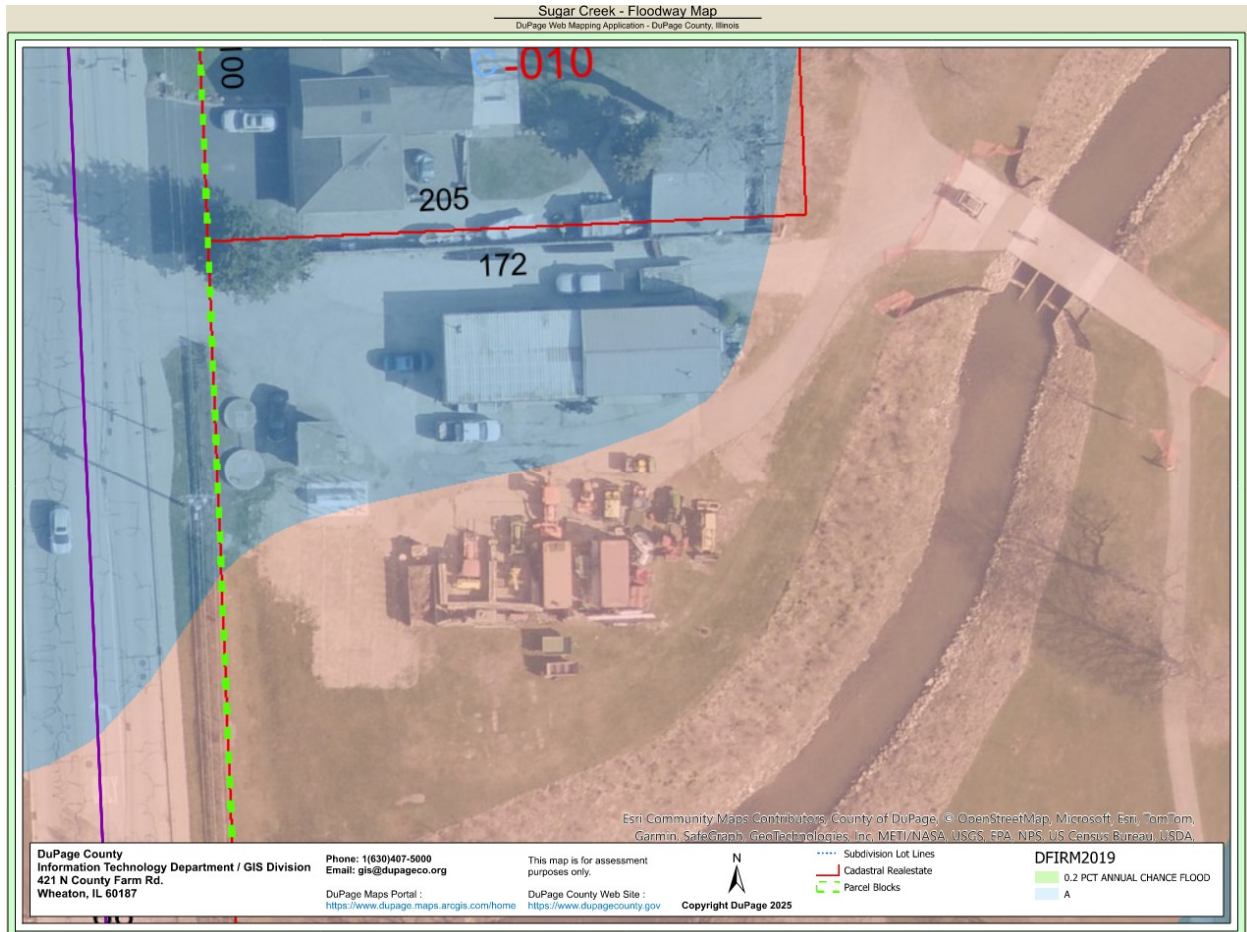 Sugar Creek - Floodway Map
DuPage Web Mapping Application - DuPage County, Illinois
-010
205
172
Esri Community Maps Contributors, County of DuPage, © OpenStreetMap, Microsoft, Esri, TomTom,
Garmin, SafeGraph, GeoTechnologies, Inc, METI/NASA, USGS, EPA, NPS, US Census Bureau, USDA,
DuPage County
Information Technology Department / GIS Division
421 N County Farm Rd.
Wheaton, IL 60187
Phone: 1(630)407-5000
Email: gis@dupageco.org
DuPage Maps Portal :
https://www.dupage.maps.arcgis.com/home
This map is for assessment
purposes only.
DuPage County Web Site :
https://www.dupagecounty.gov
N
Copyright DuPage 2025
Subdivision Lot Lines
Cadastral Realestate
Parcel Blocks
DFIRM2019
0.2 PCT ANNUAL CHANCE FLOOD
A